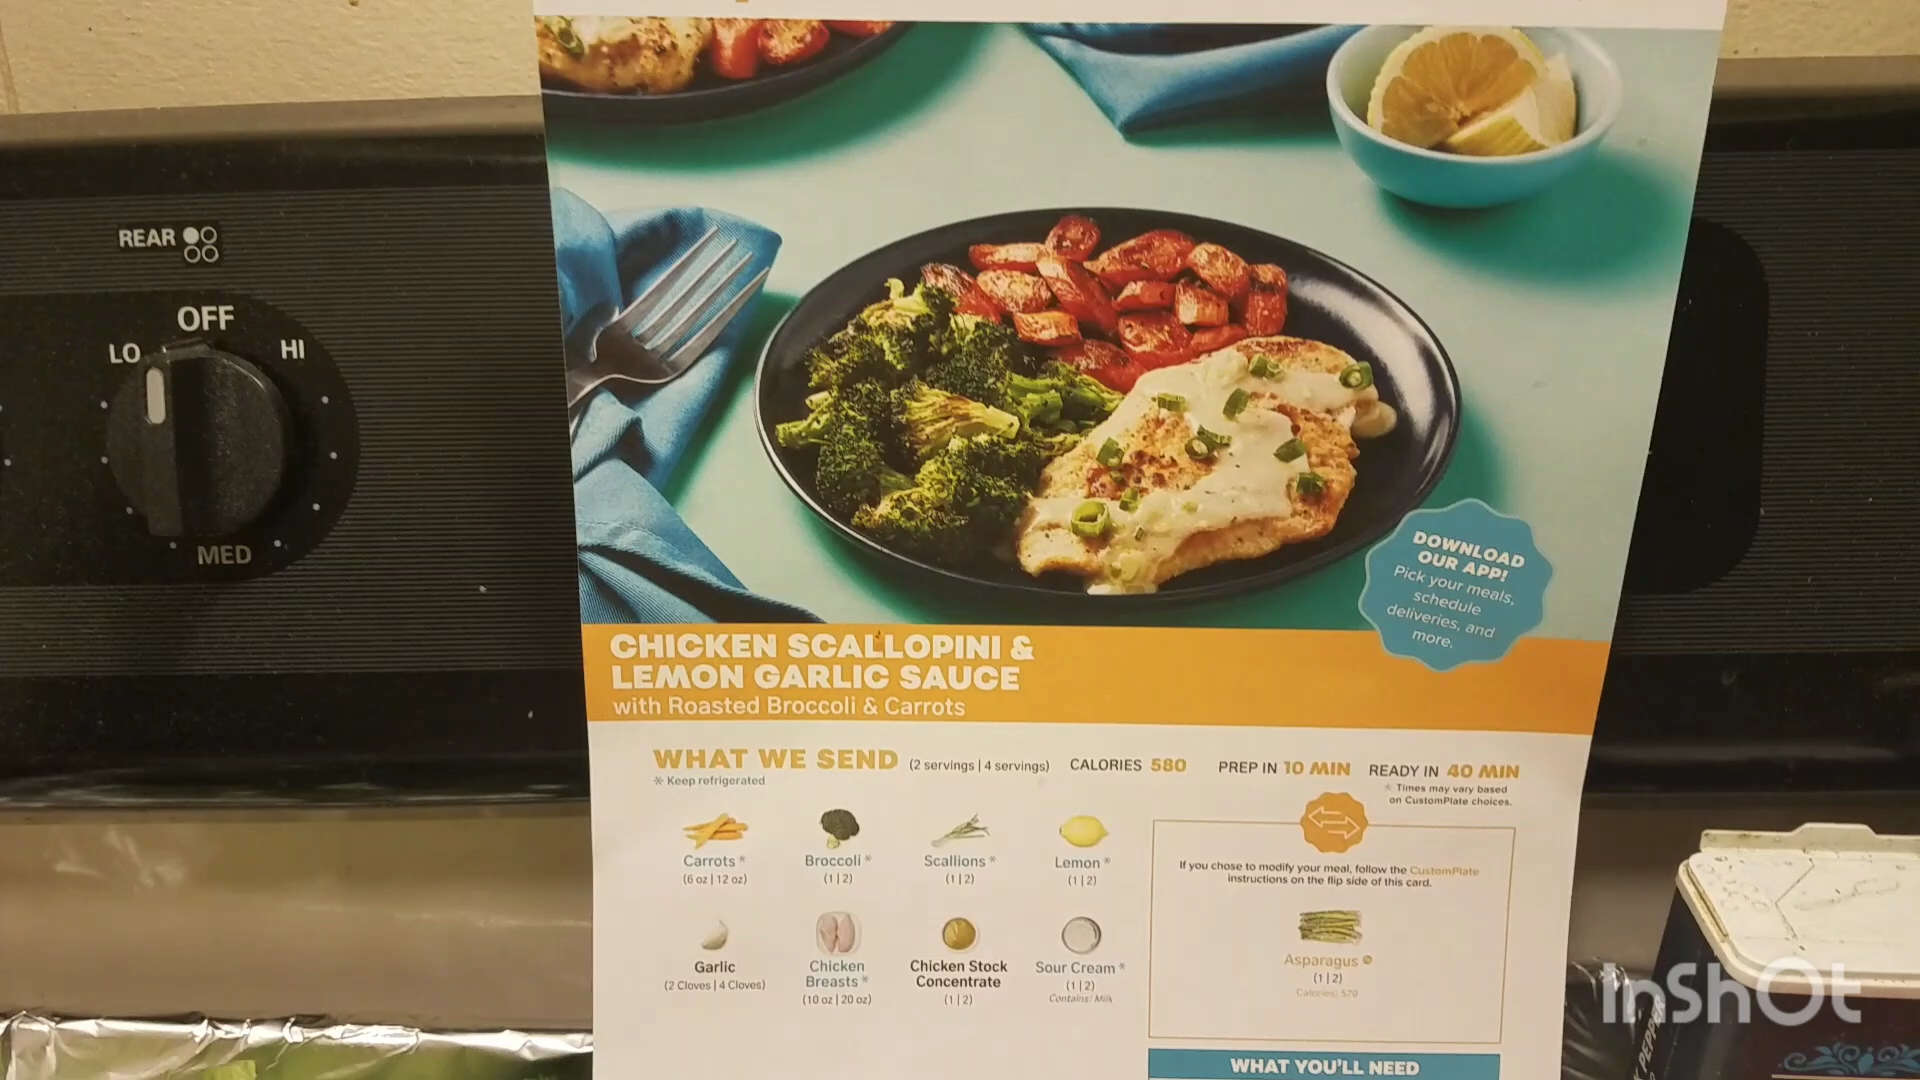 REAR
OFF
LO
HI
MED
DOWNLOAD
OUR APP!
Pick your meals,
schedule
deliveries, and
more.
CHICKEN SCALLOPINI &
LEMON GARLIC SAUCE
with Roasted Broccoli & Carrots
WHAT WE SEND (2 servings | 4 servings) CALORIES 580 PREP IN 10 MIN READY IN 40 MIN
* Keep refrigerated
* Times may vary based
on CustomPlate choices.
Carrots *
(6 oz | 12 oz)
Broccoli *
(1 | 2)
Scallions *
(1 | 2)
Lemon *
(1 | 2)
Garlic
(2 Cloves | 4 Cloves)
Chicken
Breasts *
(10 oz | 20 oz)
Chicken Stock
Concentrate
(1 | 2)
Sour Cream *
(1 | 2)
Contains: Milk
If you chose to modify your meal, follow the CustomPlate
instructions on the flip side of this card.
Asparagus
(1 | 2)
Calories: 570
WHAT YOU'LL NEED
PEPPER
InShOt